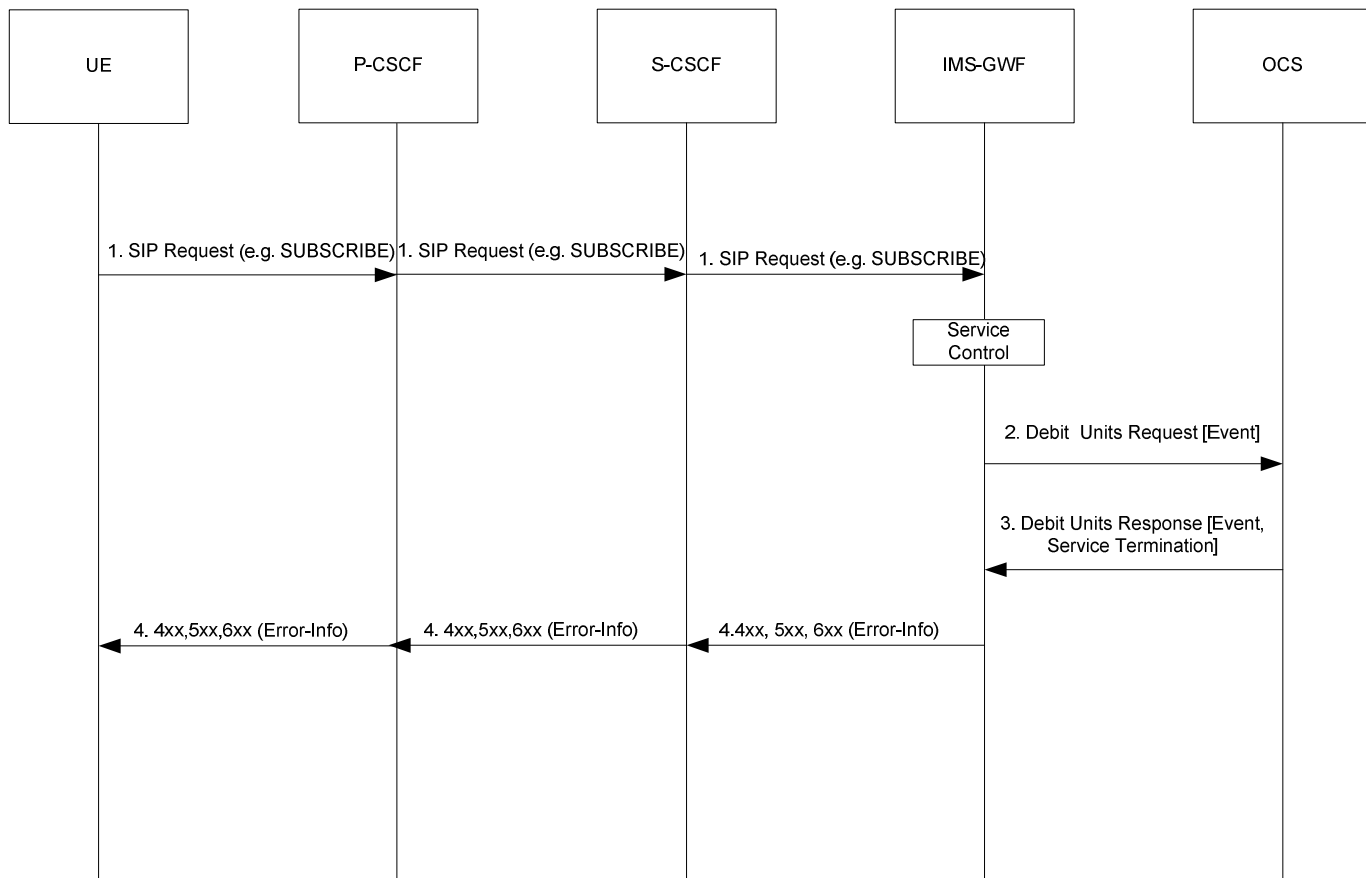 UE
P-CSCF
S-CSCF
IMS-GWF
OCS
1. SIP Request (e.g. SUBSCRIBE)
1. SIP Request (e.g. SUBSCRIBE)
1. SIP Request (e.g. SUBSCRIBE)
Service
Control
2. Debit Units Request [Event]
3. Debit Units Response [Event,
Service Termination]
4. 4xx,5xx,6xx (Error-Info)
4. 4xx,5xx,6xx (Error-Info)
4.4xx, 5xx, 6xx (Error-Info)